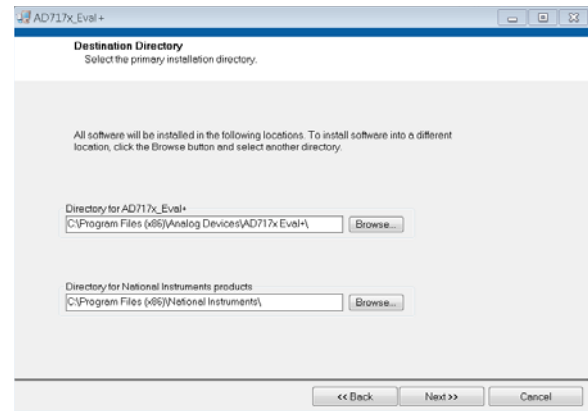 AD717x_Eval+
Destination Directory
Select the primary installation directory.
All software will be installed in the following locations. To install software into a different
location, click the Browse button and select another directory.
Directory for AD717x_Eval+
C:\Program Files (x86)\Analog Devices\AD717x Eval+\
Browse...
Directory for National Instruments products
C:\Program Files (x86)\National Instruments\
Browse...
<< Back
Next >>
Cancel